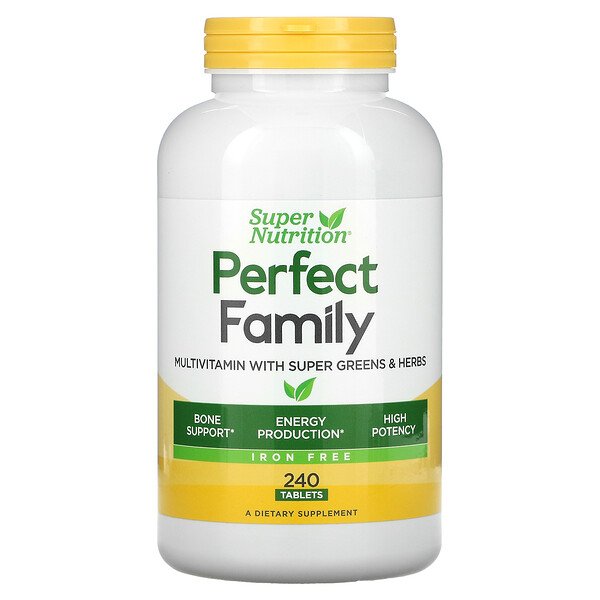 Super
Nutrition®
Perfect
Family
MULTIVITAMIN WITH SUPER GREENS & HERBS
BONE SUPPORT*
ENERGY PRODUCTION*
HIGH POTENCY
IRON FREE
240
TABLETS
A DIETARY SUPPLEMENT